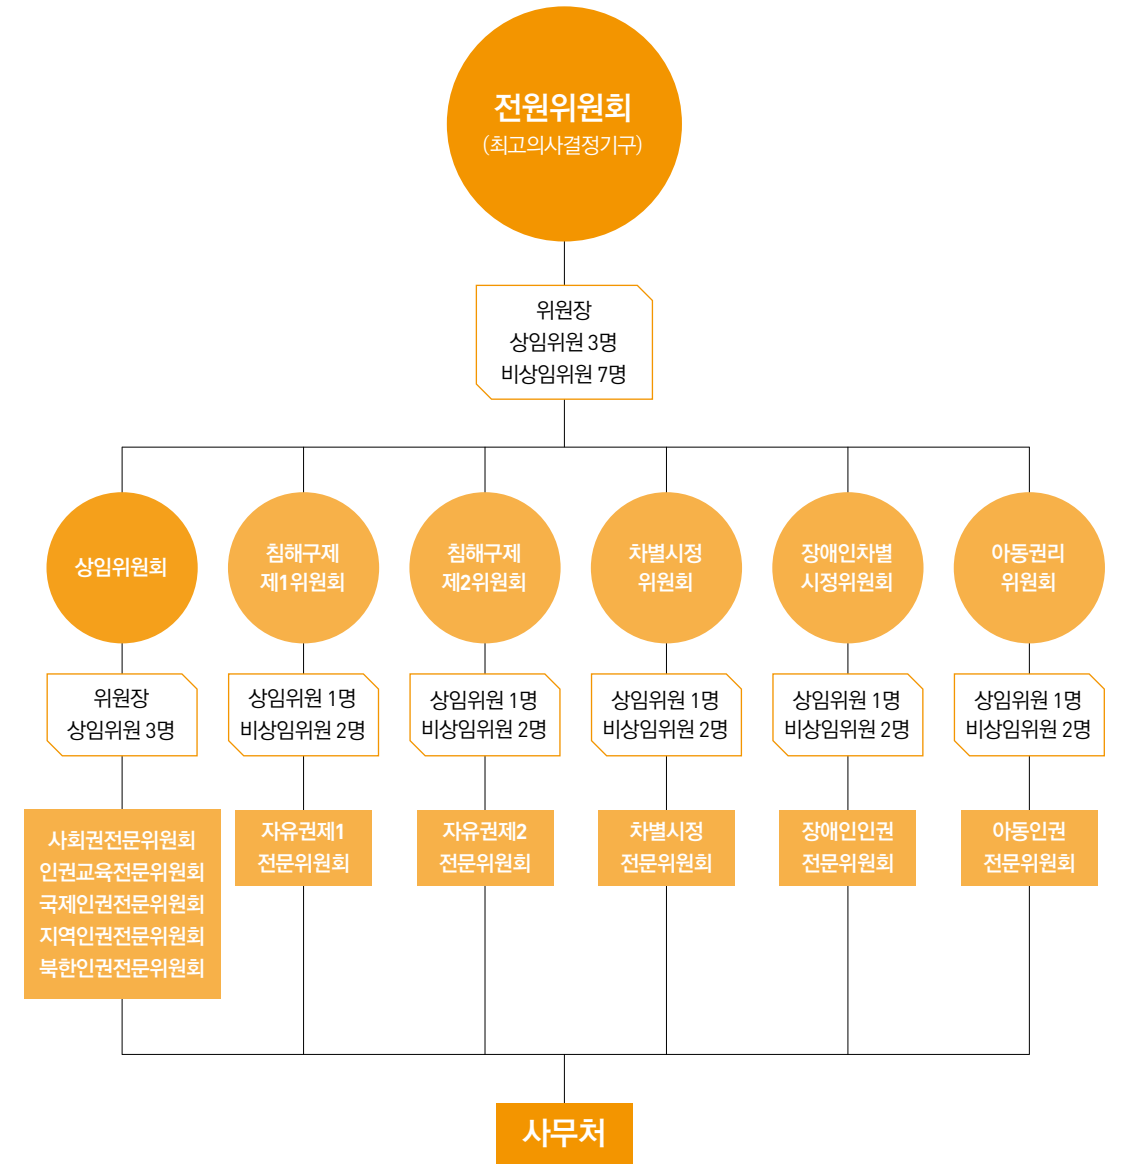 전원위원회
(최고의사결정기구)
위원장
상임위원 3명
비상임위원 7명
상임위원회
침해구제
제1위원회
침해구제
제2위원회
차별시정
위원회
장애인차별
시정위원회
아동권리
위원회
위원장
상임위원 3명
상임위원 1명
비상임위원 2명
상임위원 1명
비상임위원 2명
상임위원 1명
비상임위원 2명
상임위원 1명
비상임위원 2명
상임위원 1명
비상임위원 2명
사회권전문위원회
인권교육전문위원회
국제인권전문위원회
지역인권전문위원회
북한인권전문위원회
자유권제1
전문위원회
자유권제2
전문위원회
차별시정
전문위원회
장애인인권
전문위원회
아동인권
전문위원회
사무처